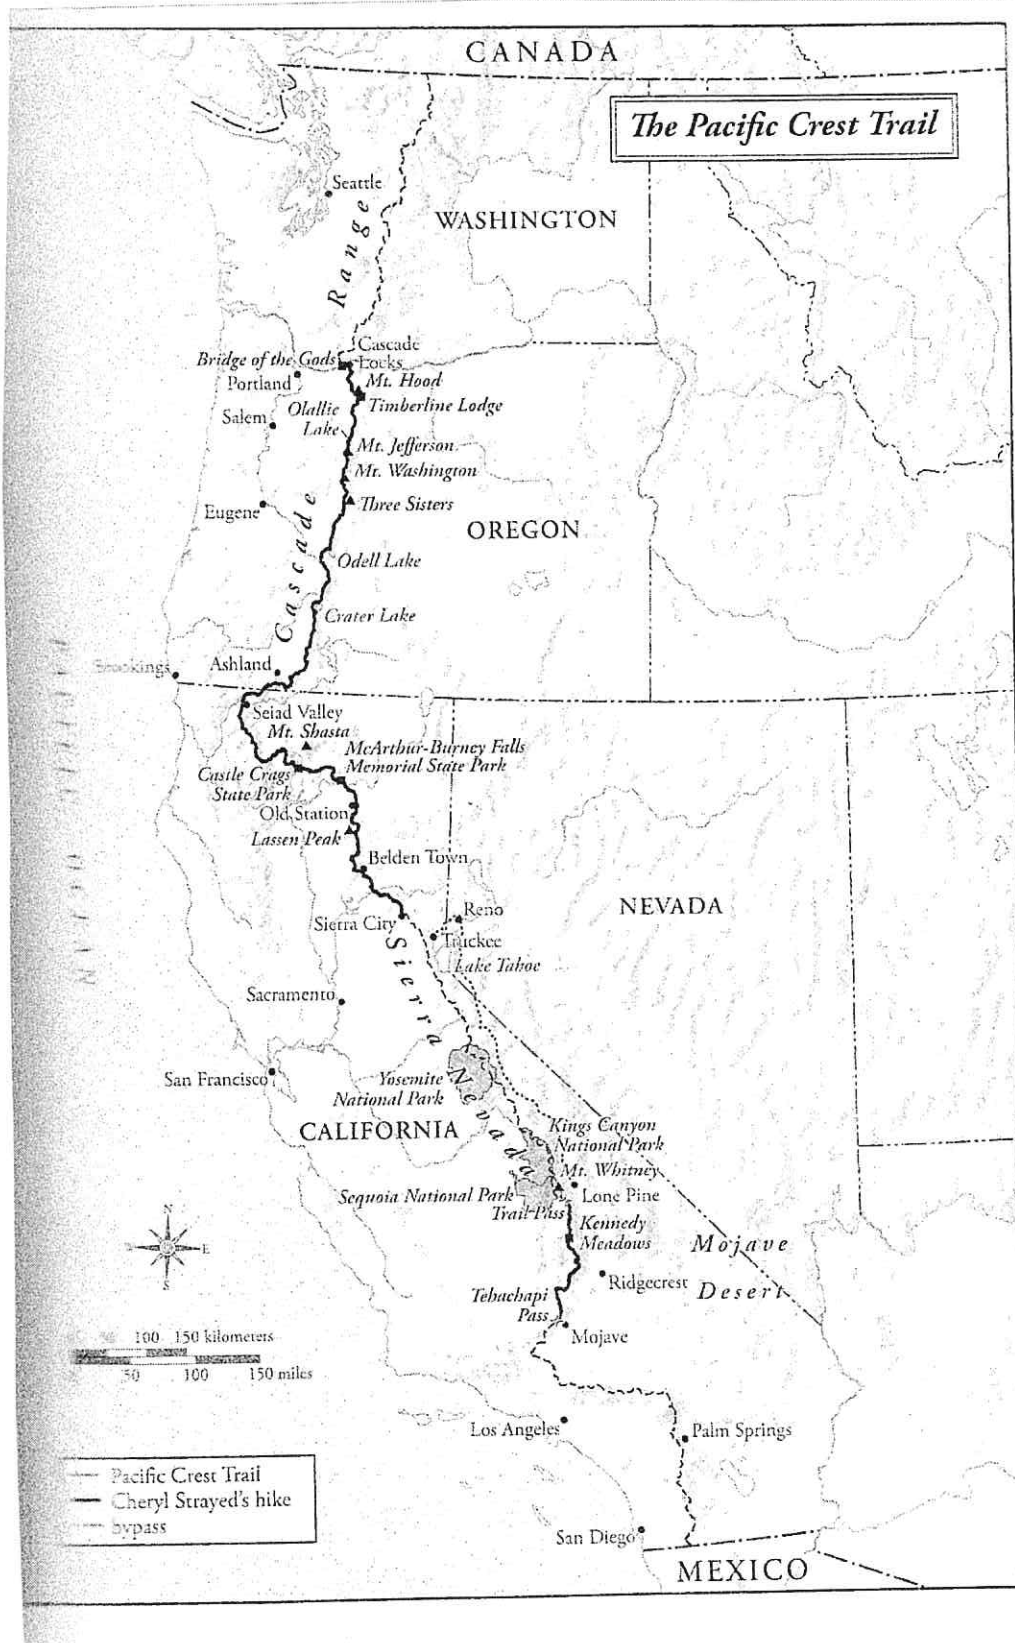 CANADA
The Pacific Crest Trail
Seattle
Range
WASHINGTON
Cascade
Locks
Bridge of the Gods
Portland
Mt. Hood
Timberline Lodge
Salem
Olallie
Lake
Mt. Jefferson
Mt. Washington
Three Sisters
Eugene
OREGON
Cascade
Odell Lake
Crater Lake
Brookings
Ashland
Seiad Valley
Mt. Shasta
McArthur-Burney Falls
Memorial State Park
Castle Crags
State Park
Old Station
Lassen Peak
Belden Town
Reno
NEVADA
Sierra City
Truckee
Lake Tahoe
Sierra Nevada
Sacramento
San Francisco
Yosemite
National Park
CALIFORNIA
Kings Canyon
National Park
Mt. Whitney
Sequoia National Park
Lone Pine
Trail Pass
Kennedy
Meadows
Mojave
Desert
N
E
S
Ridgecrest
Tehachapi
Pass
Mojave
100 150 kilometers
50 100 150 miles
Los Angeles
Palm Springs
Pacific Crest Trail
Cheryl Strayed's hike
bypass
San Diego
MEXICO